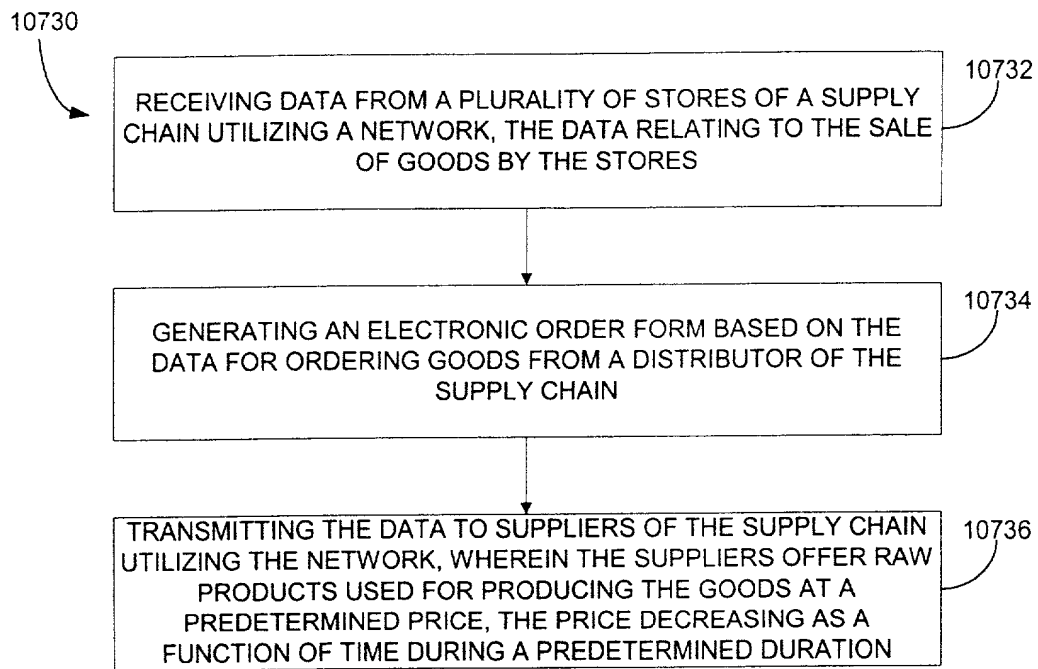 10730
10732
RECEIVING DATA FROM A PLURALITY OF STORES OF A SUPPLY
CHAIN UTILIZING A NETWORK, THE DATA RELATING TO THE SALE
OF GOODS BY THE STORES
10734
GENERATING AN ELECTRONIC ORDER FORM BASED ON THE
DATA FOR ORDERING GOODS FROM A DISTRIBUTOR OF THE
SUPPLY CHAIN
10736
TRANSMITTING THE DATA TO SUPPLIERS OF THE SUPPLY CHAIN
UTILIZING THE NETWORK, WHEREIN THE SUPPLIERS OFFER RAW
PRODUCTS USED FOR PRODUCING THE GOODS AT A
PREDETERMINED PRICE, THE PRICE DECREASING AS A
FUNCTION OF TIME DURING A PREDETERMINED DURATION